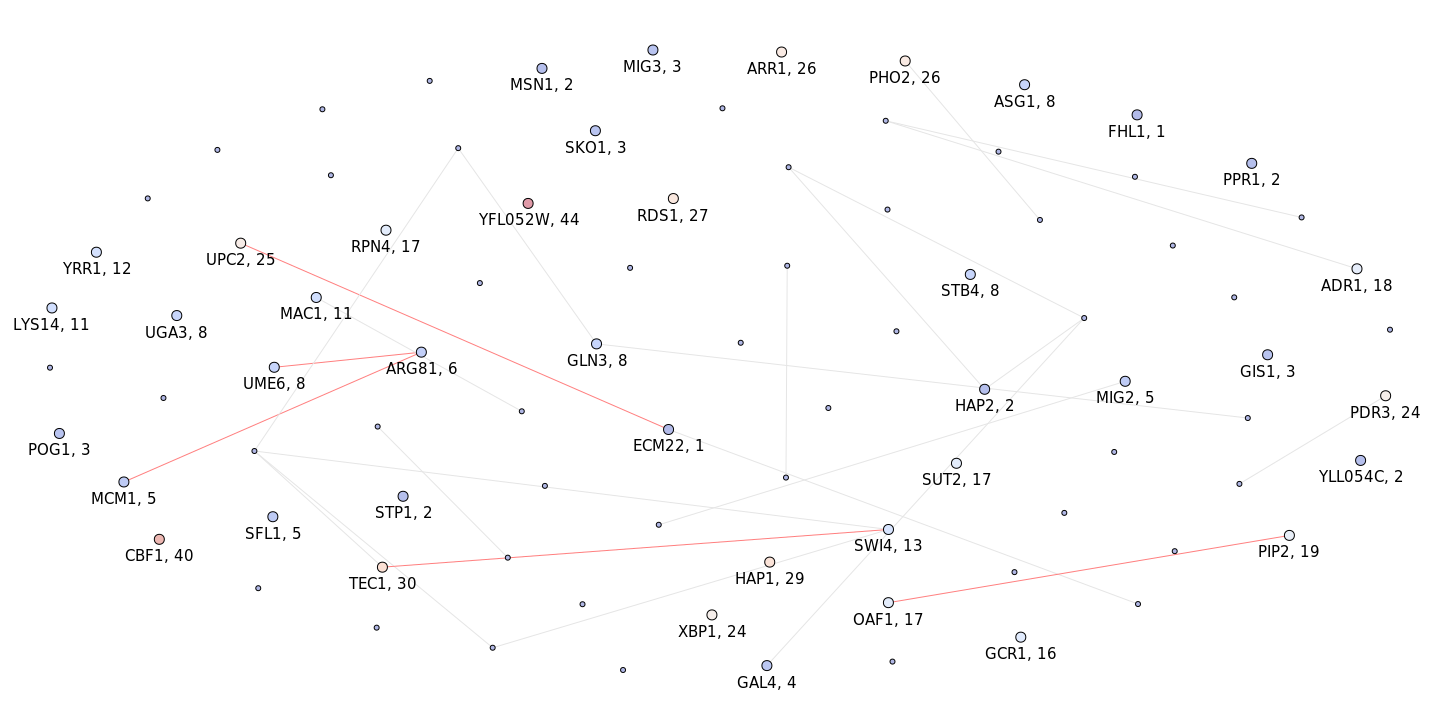 MIG3, 3
ARR1, 26
PHO2, 26
MSN1, 2
ASG1, 8
FHL1, 1
SKO1, 3
PPR1, 2
YFL052W, 44
RDS1, 27
RPN4, 17
UPC2, 25
YRR1, 12
ADR1, 18
STB4, 8
MAC1, 11
LYS14, 11
UGA3, 8
GLN3, 8
ARG81, 6
GIS1, 3
UME6, 8
MIG2, 5
HAP2, 2
PDR3, 24
ECM22, 1
POG1, 3
YLL054C, 2
SUT2, 17
MCM1, 5
STP1, 2
SFL1, 5
SWI4, 13
PIP2, 19
CBF1, 40
HAP1, 29
TEC1, 30
OAF1, 17
XBP1, 24
GCR1, 16
GAL4, 4